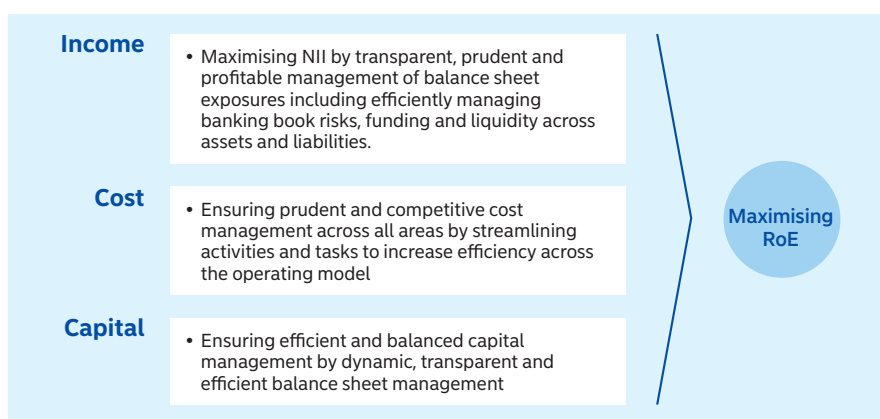 Income
• Maximising NII by transparent, prudent and
profitable management of balance sheet
exposures including efficiently managing
banking book risks, funding and liquidity across
assets and liabilities.
Cost
• Ensuring prudent and competitive cost
management across all areas by streamlining
activities and tasks to increase efficiency across
the operating model
Capital
• Ensuring efficient and balanced capital
management by dynamic, transparent and
efficient balance sheet management
Maximising
RoE